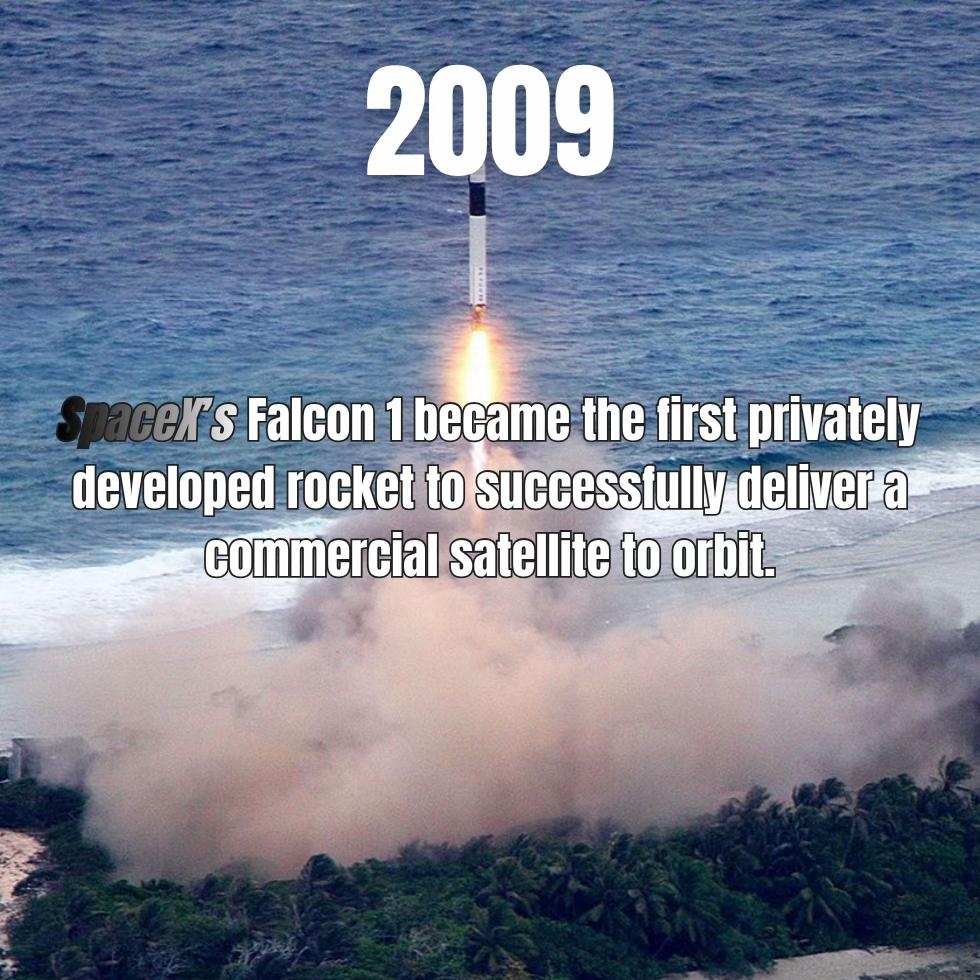 2009
SpaceX's Falcon 1 became the first privately
developed rocket to successfully deliver a
commercial satellite to orbit.